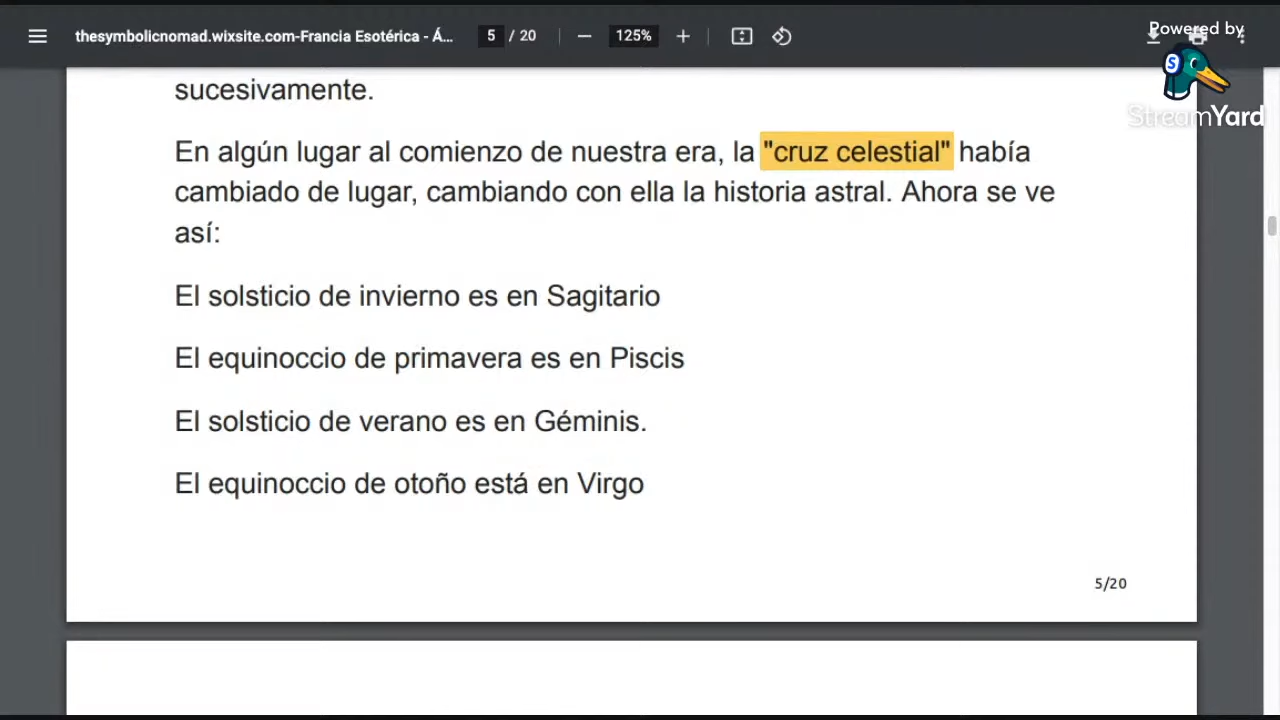 thesymbolicnomad.wixsite.com-Francia Esotérica - Á... 5 / 20 125%
Powered by
StreamYard
sucesivamente.
En algún lugar al comienzo de nuestra era, la "cruz celestial" había
cambiado de lugar, cambiando con ella la historia astral. Ahora se ve
así:
El solsticio de invierno es en Sagitario
El equinoccio de primavera es en Piscis
El solsticio de verano es en Géminis.
El equinoccio de otoño está en Virgo
5/20